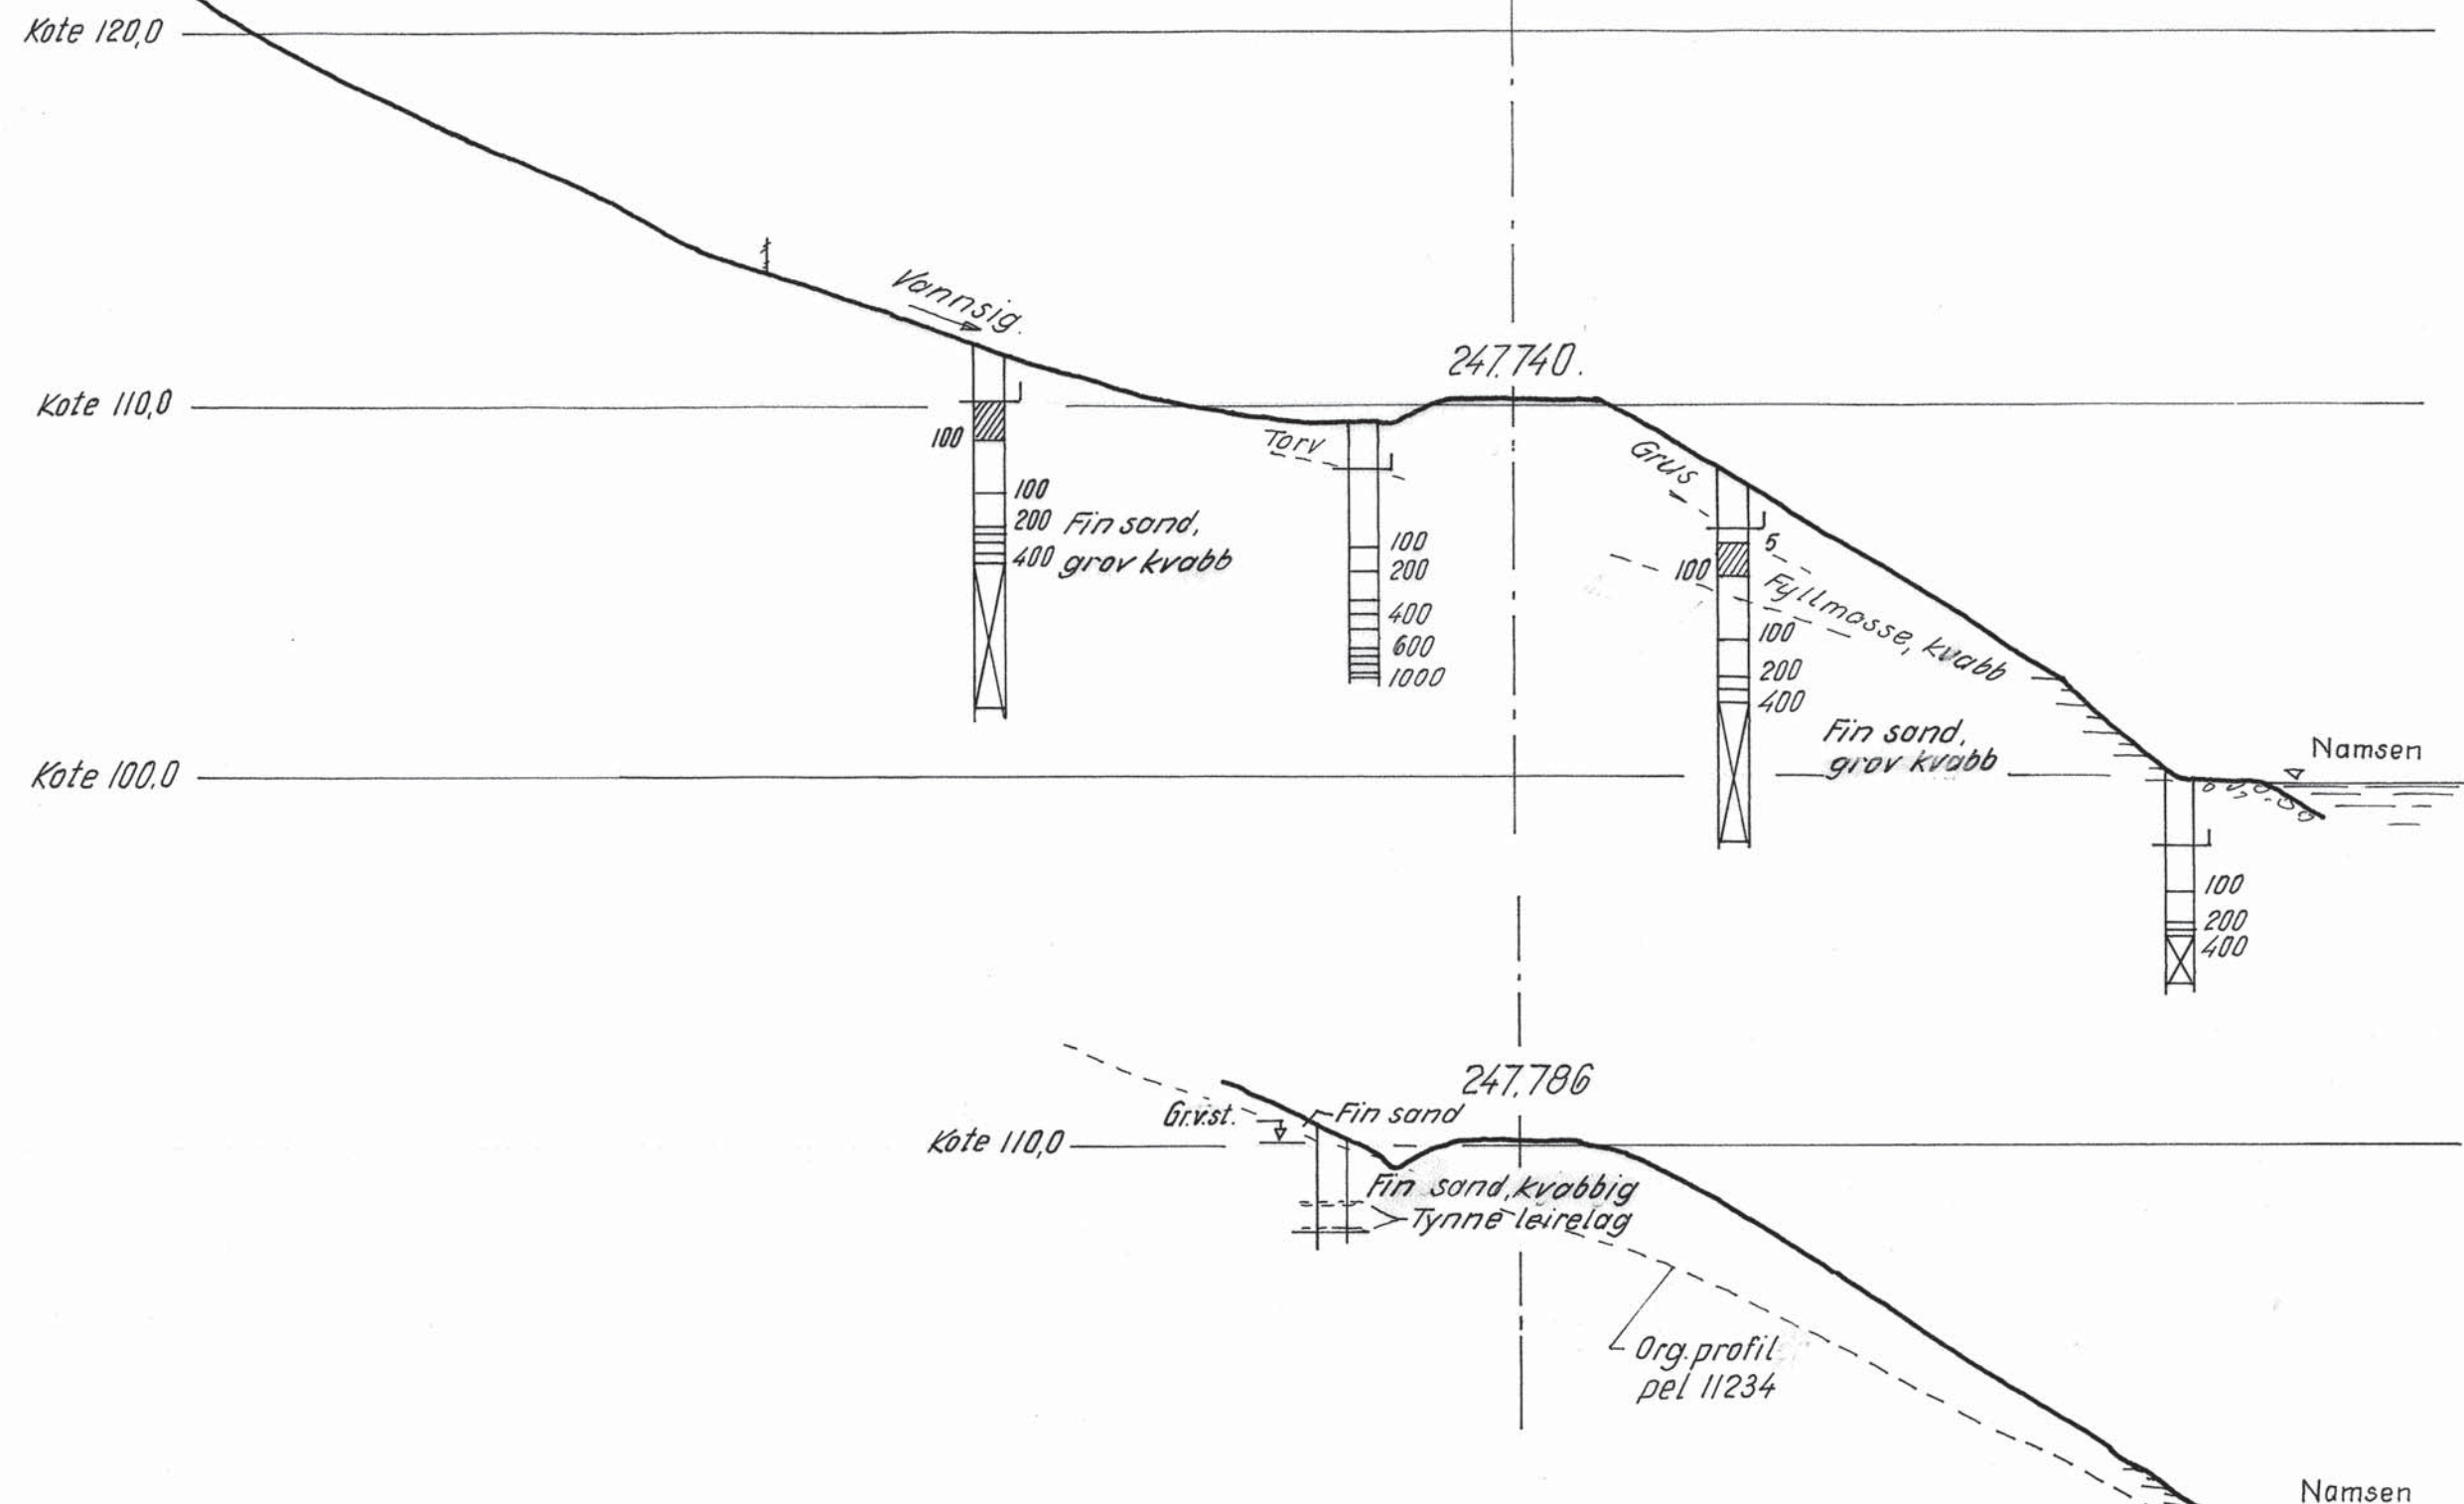 Kote 120,0
Vannsig.
247.740.
Kote 110,0
Torv
Grus
100
100
200 Fin sand,
400 grov kvabb
100
200
400
600
1000
5
100
Fyllmasse, kvabb
100
200
400
Fin sand,
grov kvabb
Namsen
Kote 100.0
100
200
400
247.786
Gr.v.st.
Fin sand
Kote 110,0
Fin sand, kvabbig
Tynne leirelag
Org. profil
pel 11234
Namsen